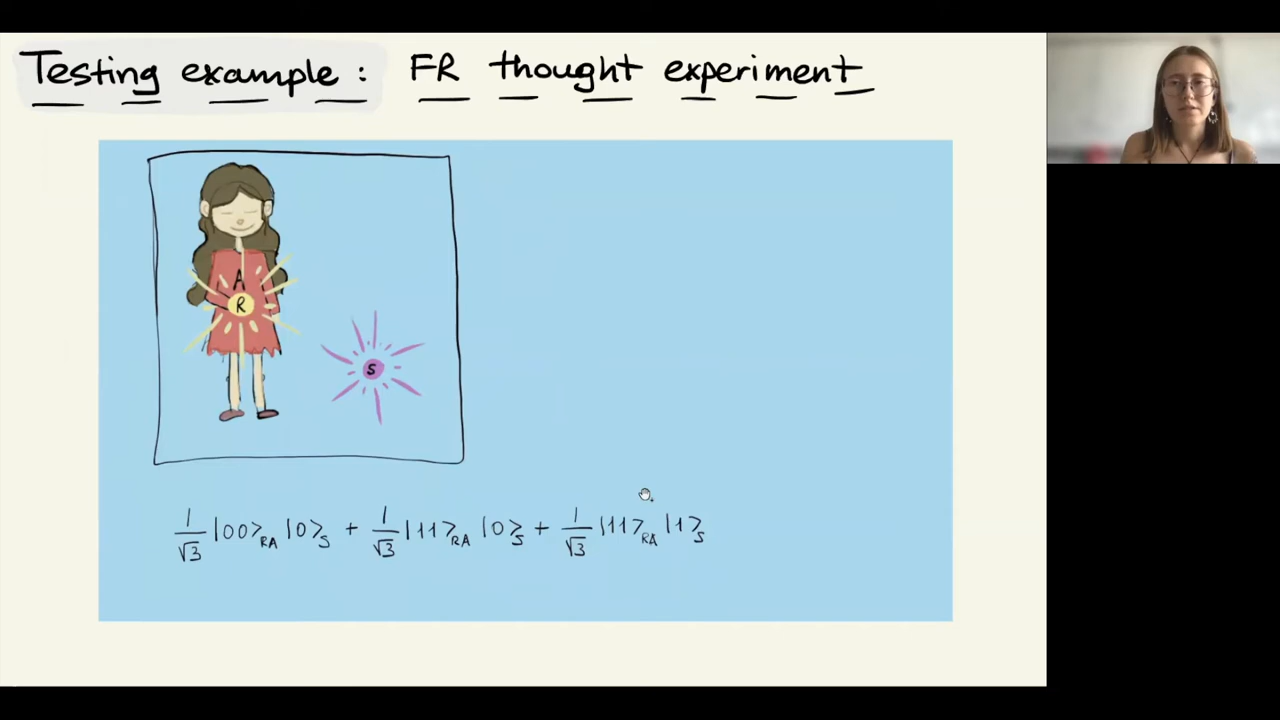 Testing example: FR thought experiment
A
R
S
1/√3 |00>_RA |0>_S + 1/√3 |11>_RA |0>_S + 1/√3 |11>_RA |1>_S